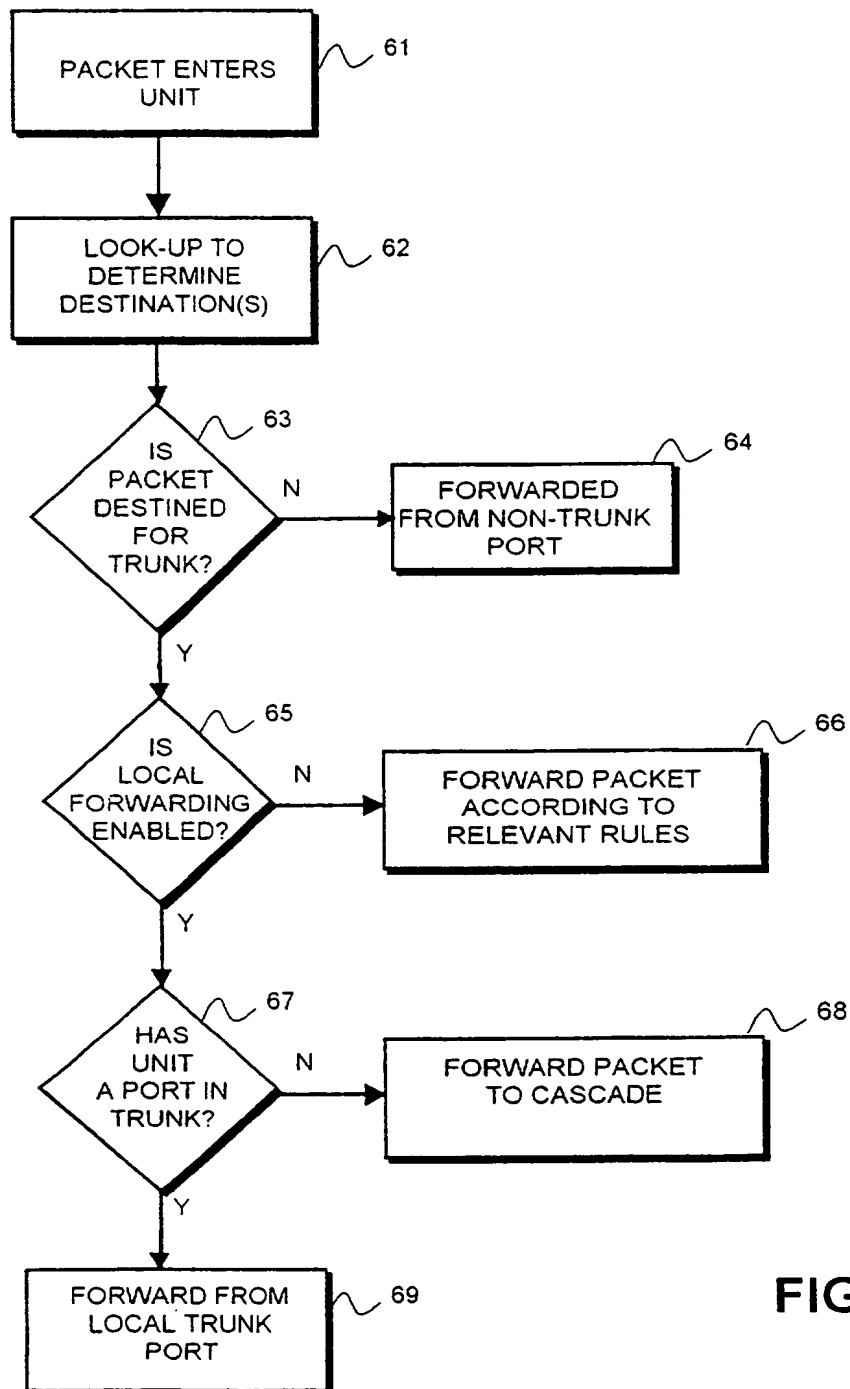 61
PACKET ENTERS
UNIT
62
LOOK-UP TO
DETERMINE
DESTINATION(S)
63
IS
PACKET
DESTINED
FOR
TRUNK?
N
64
FORWARDED
FROM NON-TRUNK
PORT
Y
65
IS
LOCAL
FORWARDING
ENABLED?
N
66
FORWARD PACKET
ACCORDING TO
RELEVANT RULES
Y
67
HAS
UNIT
A PORT IN
TRUNK?
N
68
FORWARD PACKET
TO CASCADE
Y
69
FORWARD FROM
LOCAL TRUNK
PORT
FIG